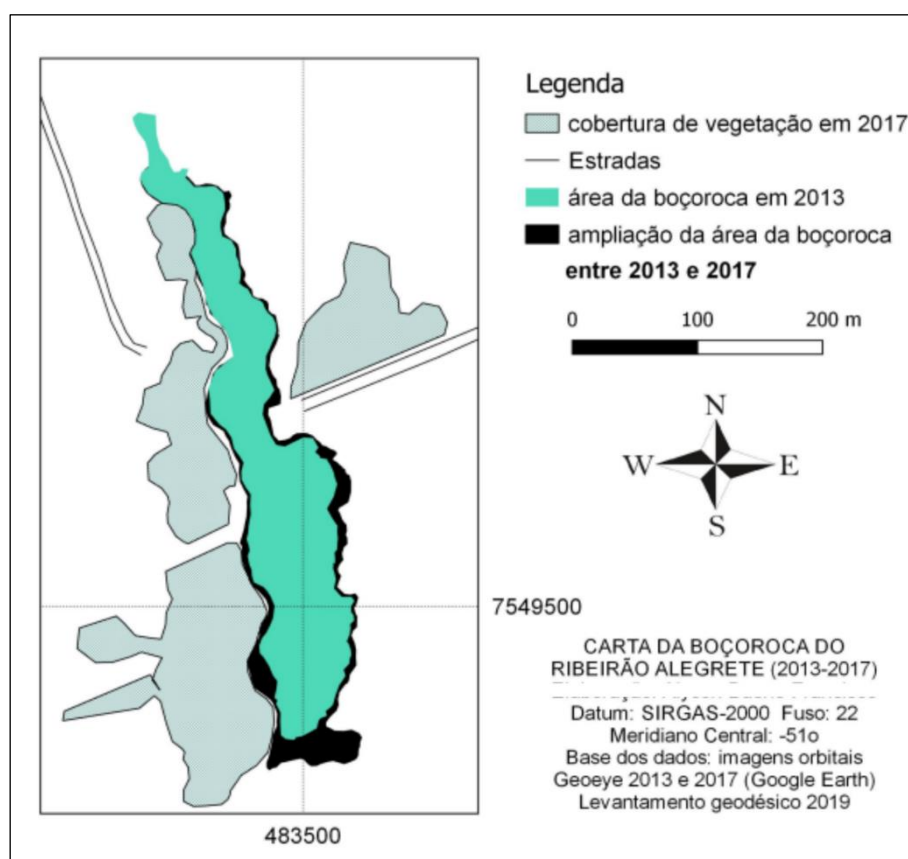 Legenda
cobertura de vegetação em 2017
Estradas
área da boçoroca em 2013
ampliação da área da boçoroca
entre 2013 e 2017
0 100 200 m
N
W E
S
7549500
483500
CARTA DA BOÇOROCA DO
RIBEIRÃO ALEGRETE (2013-2017)
Datum: SIRGAS-2000 Fuso: 22
Meridiano Central: -51o
Base dos dados: imagens orbitais
Geoeye 2013 e 2017 (Google Earth)
Levantamento geodésico 2019